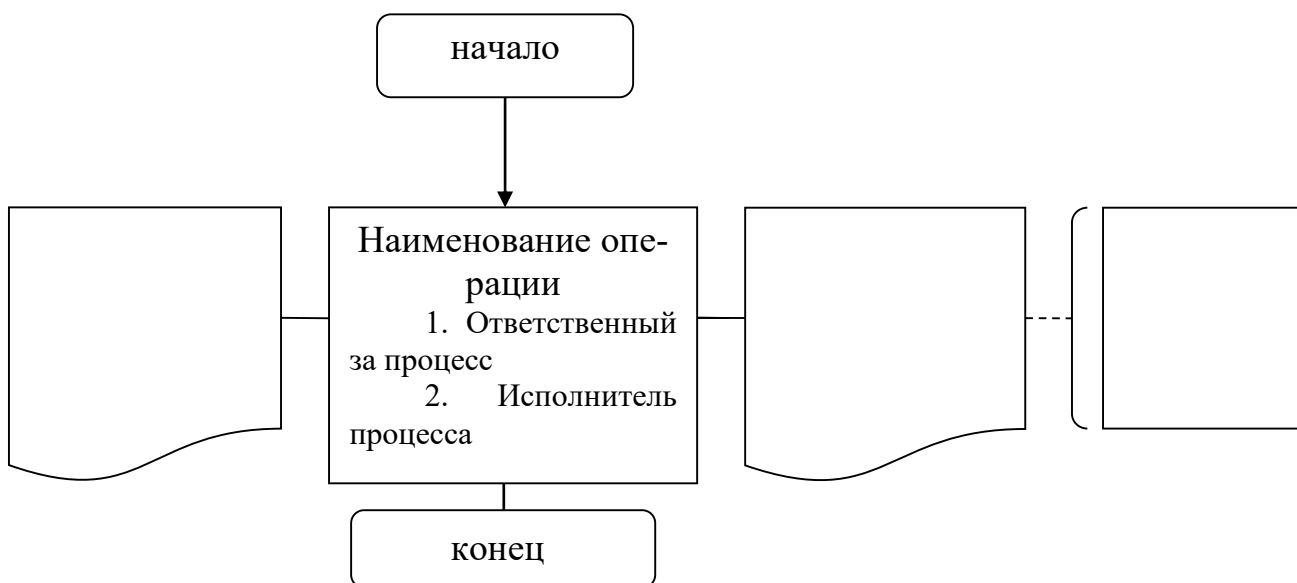 начало
Наименование опе-
рации
1. Ответственный
за процесс
2. Исполнитель
процесса
конец